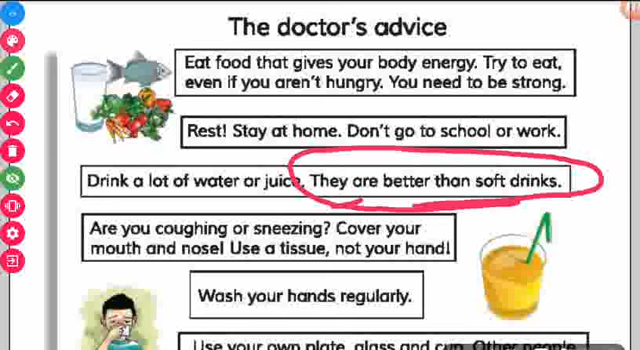 The doctor's advice
Eat food that gives your body energy. Try to eat,
even if you aren't hungry. You need to be strong.
Rest! Stay at home. Don't go to school or work.
Drink a lot of water or juice. They are better than soft drinks.
Are you coughing or sneezing? Cover your
mouth and nose! Use a tissue, not your hand!
Wash your hands regularly.
Use your own plate, glass and cup. Other people